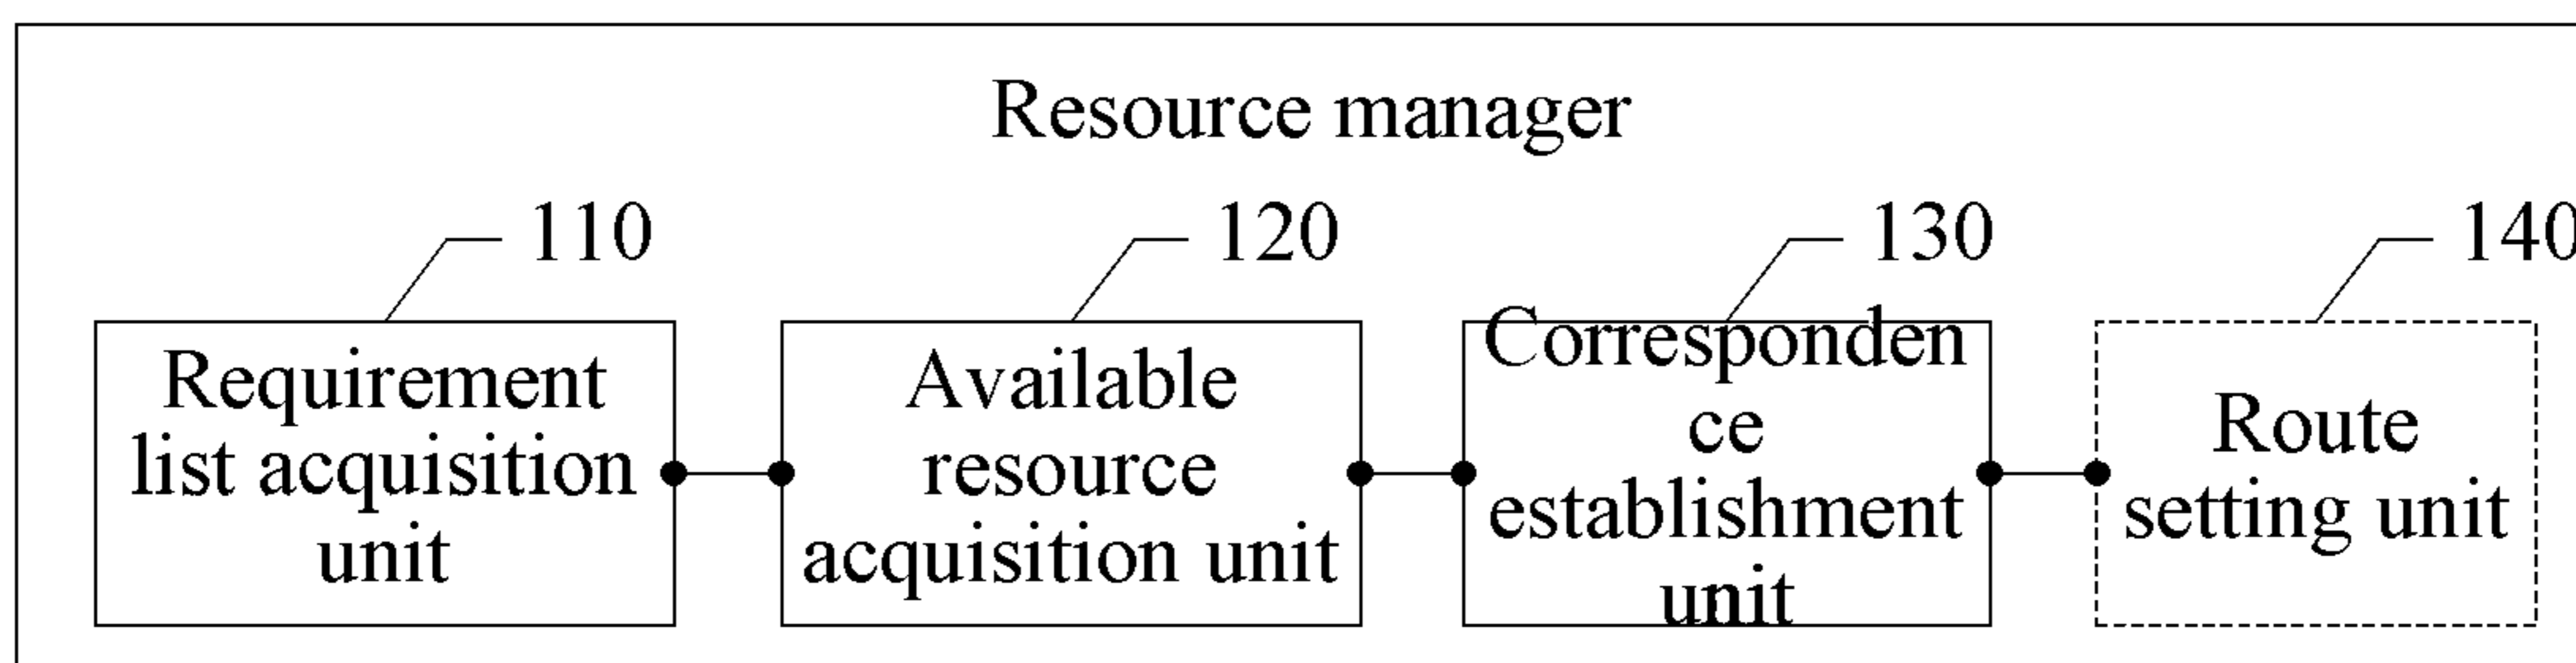 Resource manager
110
120
130
140
Requirement
list acquisition
unit
Available
resource
acquisition unit
Corresponden
ce
establishment
unit
Route
setting unit